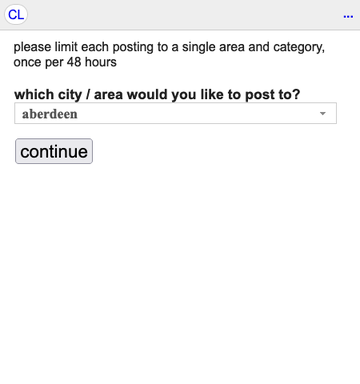 CL
...
please limit each posting to a single area and category,
once per 48 hours
which city / area would you like to post to?
aberdeen
continue